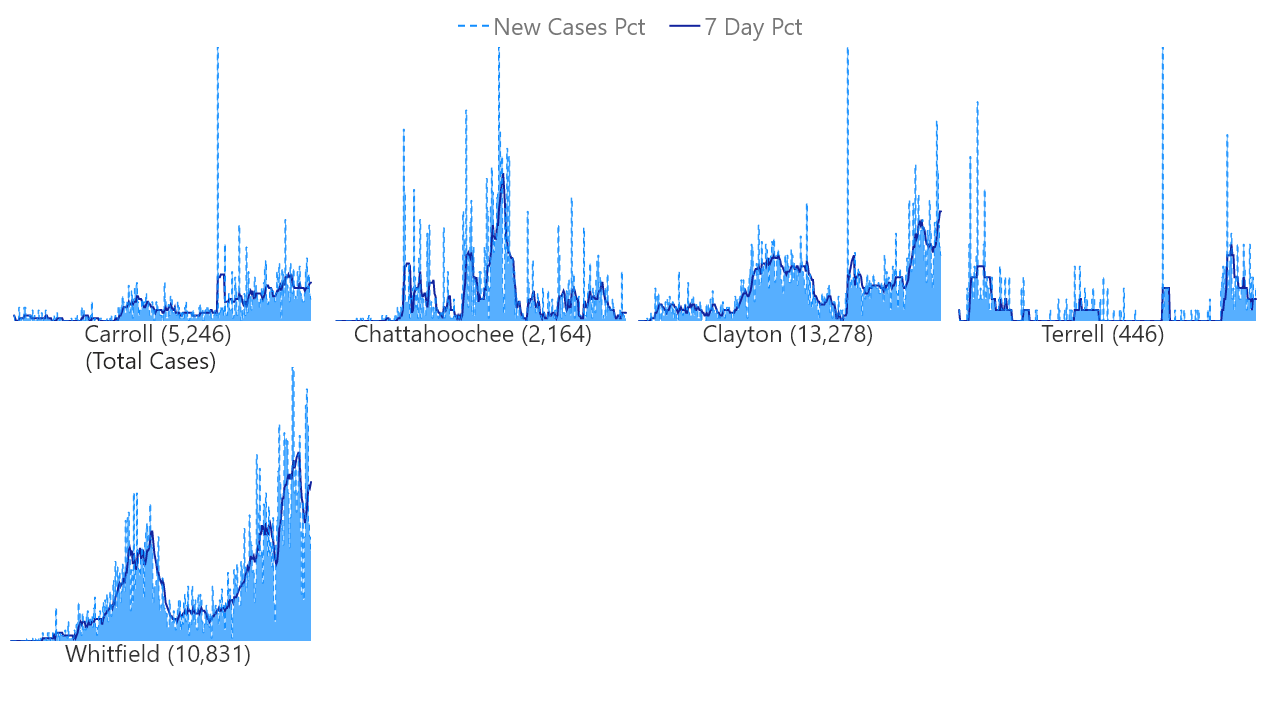 New Cases Pct 7 Day Pct
Carroll (5,246)
(Total Cases)
Chattahoochee (2,164)
Clayton (13,278)
Terrell (446)
Whitfield (10,831)